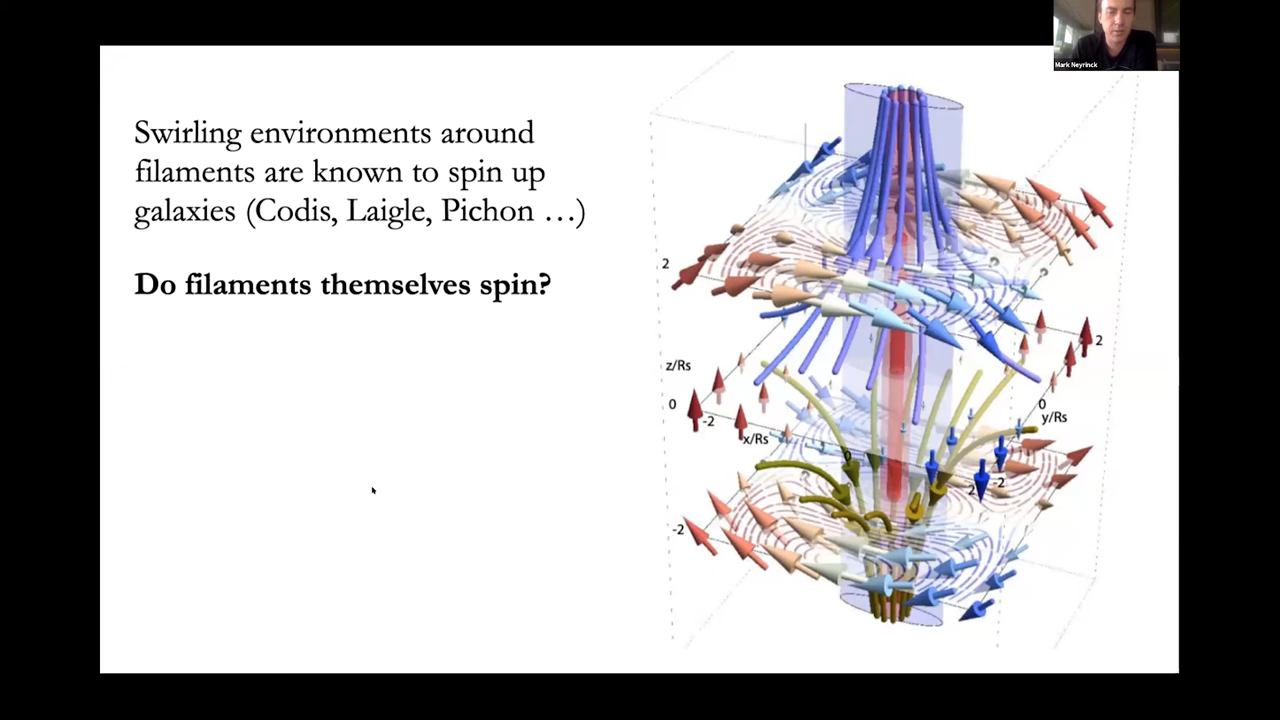 Mark Neyrinck
Swirling environments around
filaments are known to spin up
galaxies (Codis, Laigle, Pichon …)
Do filaments themselves spin?
2
2
z/Rs
0
-2
x/Rs
0
y/Rs
0
2
-2
-2